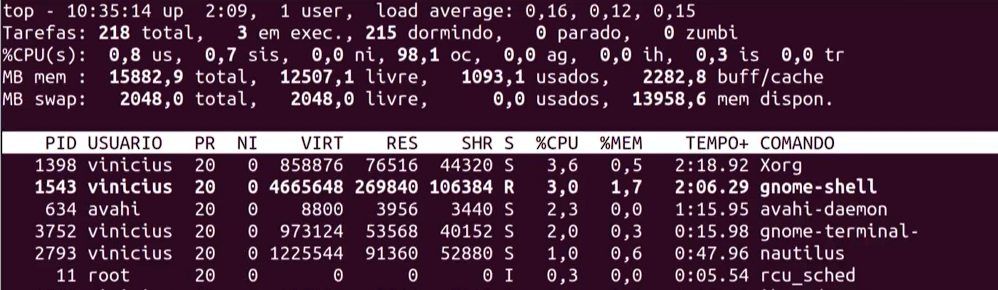 top - 10:35:14 up  2:09,  1 user,  load average: 0,16, 0,12, 0,15
Tarefas: 218 total,   3 em exec., 215 dormindo,   0 parado,   0 zumbi
%CPU(s):  0,8 us,  0,7 sis,  0,0 ni, 98,1 oc,  0,0 ag,  0,0 ih,  0,3 is  0,0 tr
MB mem :  15882,9 total,  12507,1 livre,   1093,1 usados,   2282,8 buff/cache
MB swap:   2048,0 total,   2048,0 livre,      0,0 usados,  13958,6 mem dispon.
PID USUARIO   PR  NI    VIRT    RES    SHR S  %CPU  %MEM    TEMPO+ COMANDO
1398 vinicius  20   0  858876  76516  44320 S   3,6   0,5   2:18.92 Xorg
1543 vinicius  20   0 4665648 269840 106384 R   3,0   1,7   2:06.29 gnome-shell
634 avahi     20   0    8800   3956   3440 S   2,3   0,0   1:15.95 avahi-daemon
3752 vinicius  20   0  973124  53568  40152 S   2,0   0,3   0:15.98 gnome-terminal-
2793 vinicius  20   0 1225544  91360  52880 S   1,0   0,6   0:47.96 nautilus
11 root      20   0       0      0      0 I   0,3   0,0   0:05.54 rcu_sched